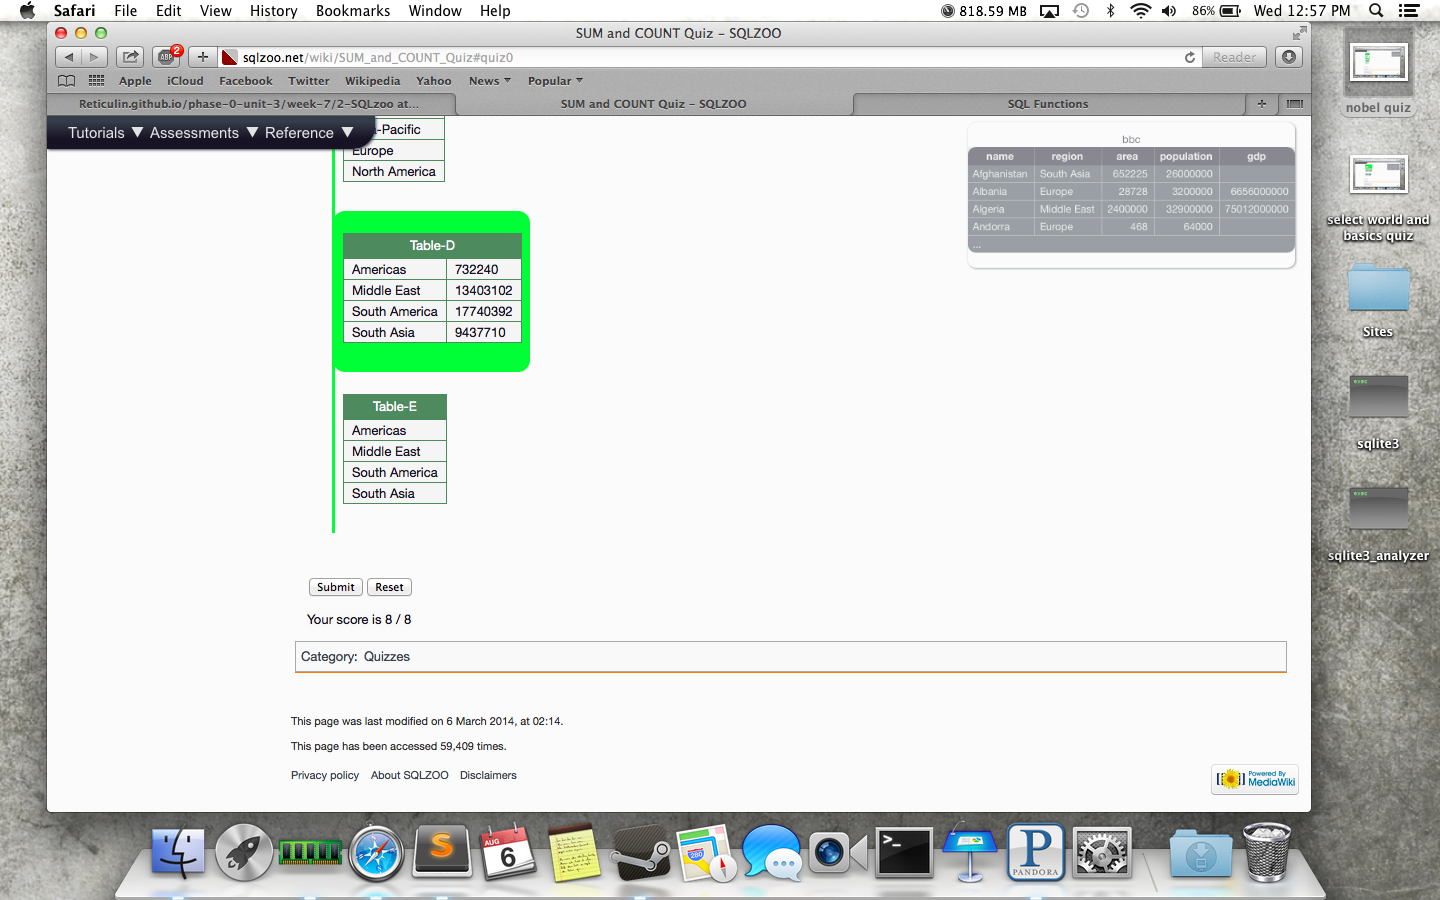 Safari File Edit View History Bookmarks Window Help 818.59 MB 86% Wed 12:57 PM
SUM and COUNT Quiz – SQLZOO
ABP 2 sqlzoo.net/wiki/SUM_and_COUNT_Quiz#quiz0 Reader
Apple iCloud Facebook Twitter Wikipedia Yahoo News Popular
Reticulin.github.io/phase-0-unit-3/week-7/2-SQLzoo at... SUM and COUNT Quiz – SQLZOO SQL Functions
Tutorials ▼ Assessments ▼ Reference ▼
a-Pacific
Europe
North America
Table-D
Americas 732240
Middle East 13403102
South America 17740392
South Asia 9437710
Table-E
Americas
Middle East
South America
South Asia
bbc
name region area population gdp
Afghanistan South Asia 652225 26000000
Albania Europe 28728 3200000 6656000000
Algeria Middle East 2400000 32900000 75012000000
Andorra Europe 468 64000
...
Submit Reset
Your score is 8 / 8
Category: Quizzes
This page was last modified on 6 March 2014, at 02:14.
This page has been accessed 59,409 times.
Privacy policy About SQLZOO Disclaimers
Powered By
MediaWiki
nobel quiz
select world and
basics quiz
Sites
exec
sqlite3
exec
sqlite3_analyzer
S
AUG
6
280
P
PANDORA